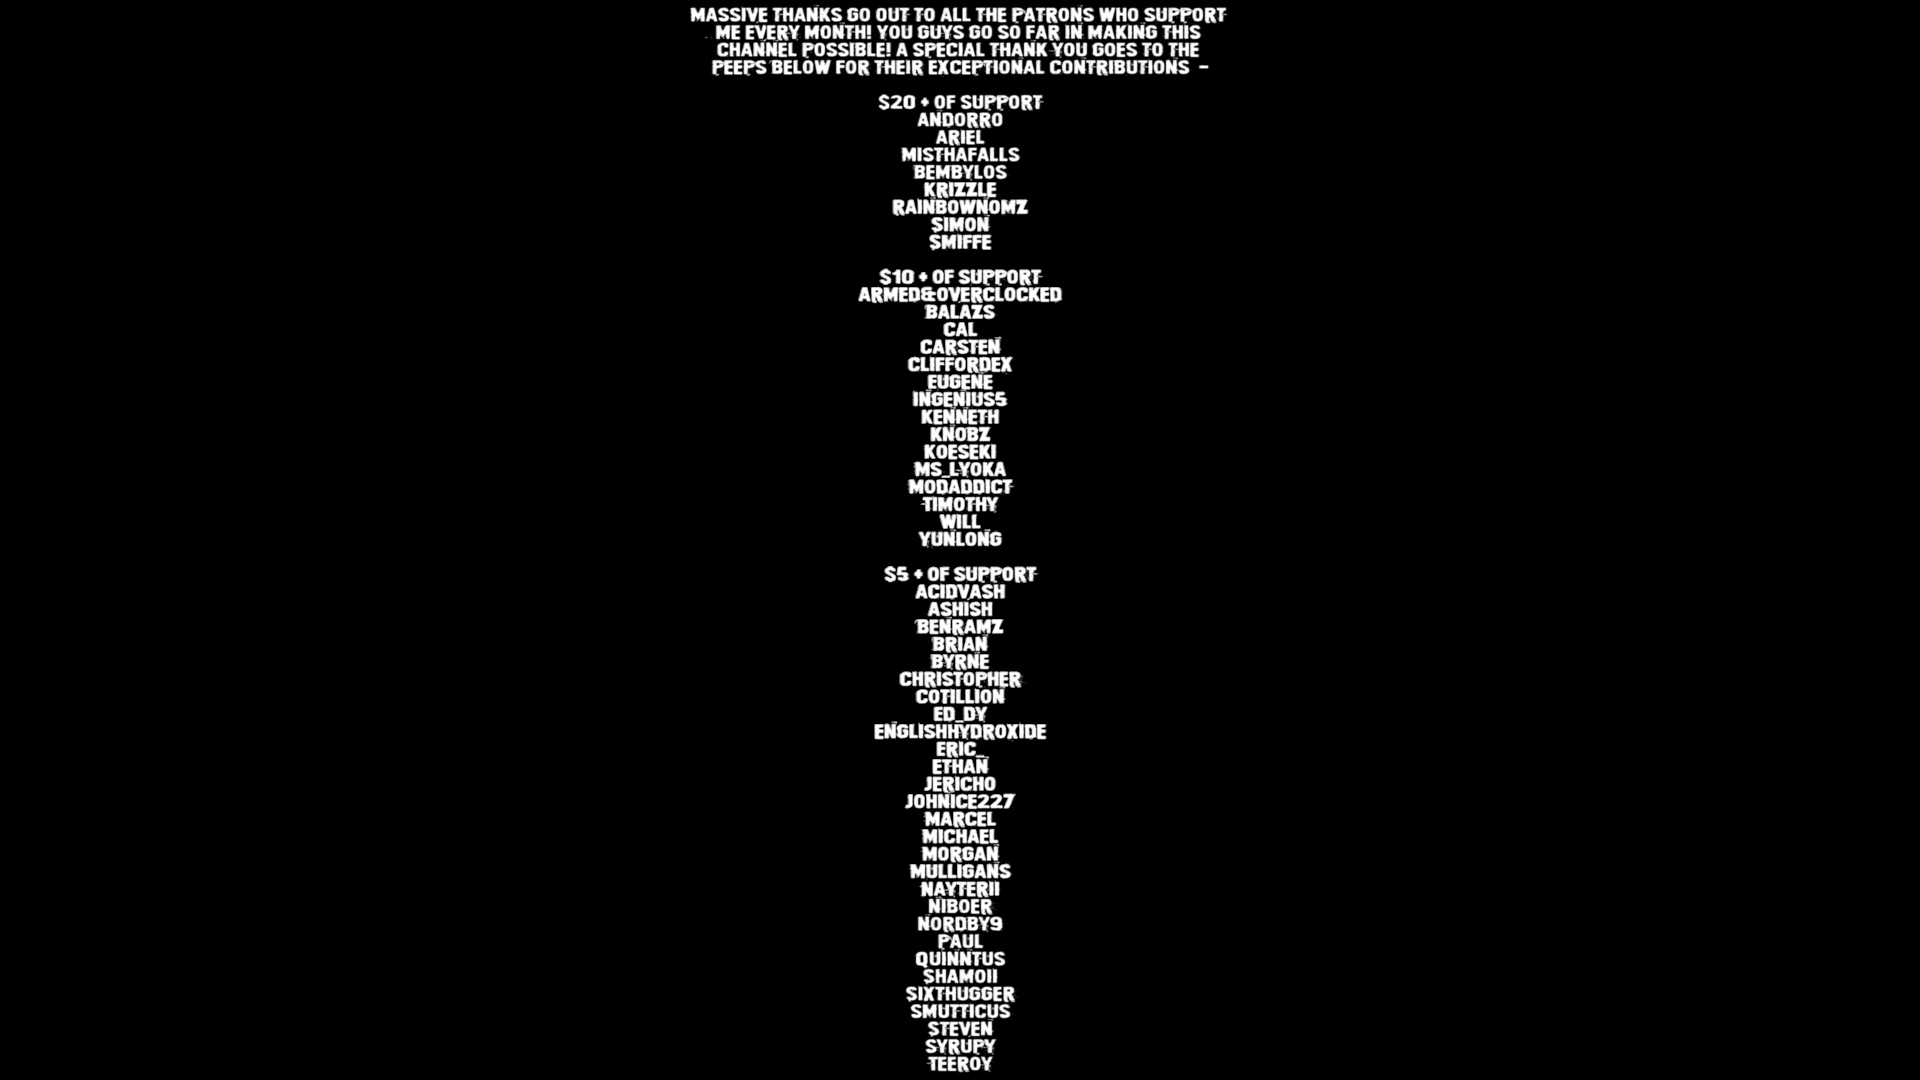 MASSIVE THANKS GO OUT TO ALL THE PATRONS WHO SUPPORT
ME EVERY MONTH! YOU GUYS GO SO FAR IN MAKING THIS
CHANNEL POSSIBLE! A SPECIAL THANK YOU GOES TO THE
PEEPS BELOW FOR THEIR EXCEPTIONAL CONTRIBUTIONS -
$20 + OF SUPPORT
ANDORRO
ARIEL
MISTHAFALLS
BEMBYLOS
KRIZZLE
RAINBOWNOMZ
SIMON
SMIFFE
$10 + OF SUPPORT
ARMED&OVERCLOCKED
BALAZS
CAL
CARSTEN
CLIFFORDEX
EUGENE
INGENIUS5
KENNETH
KNOBZ
KOESEKI
MS_LYOKA
MODADDICT
TIMOTHY
WILL
YUNLONG
$5 + OF SUPPORT
ACIDVASH
ASHISH
BENRAMZ
BRIAN
BYRNE
CHRISTOPHER
COTILLION
ED_DY
ENGLISHHYDROXIDE
ERIC_
ETHAN
JERICHO
JOHNICE227
MARCEL
MICHAEL
MORGAN
MULLIGANS
NAYTERII
NIBOER
NORDBY9
PAUL
QUINNTUS
SHAMOII
SIXTHUGGER
SMUTTICUS
STEVEN
SYRUPY
TEEROY